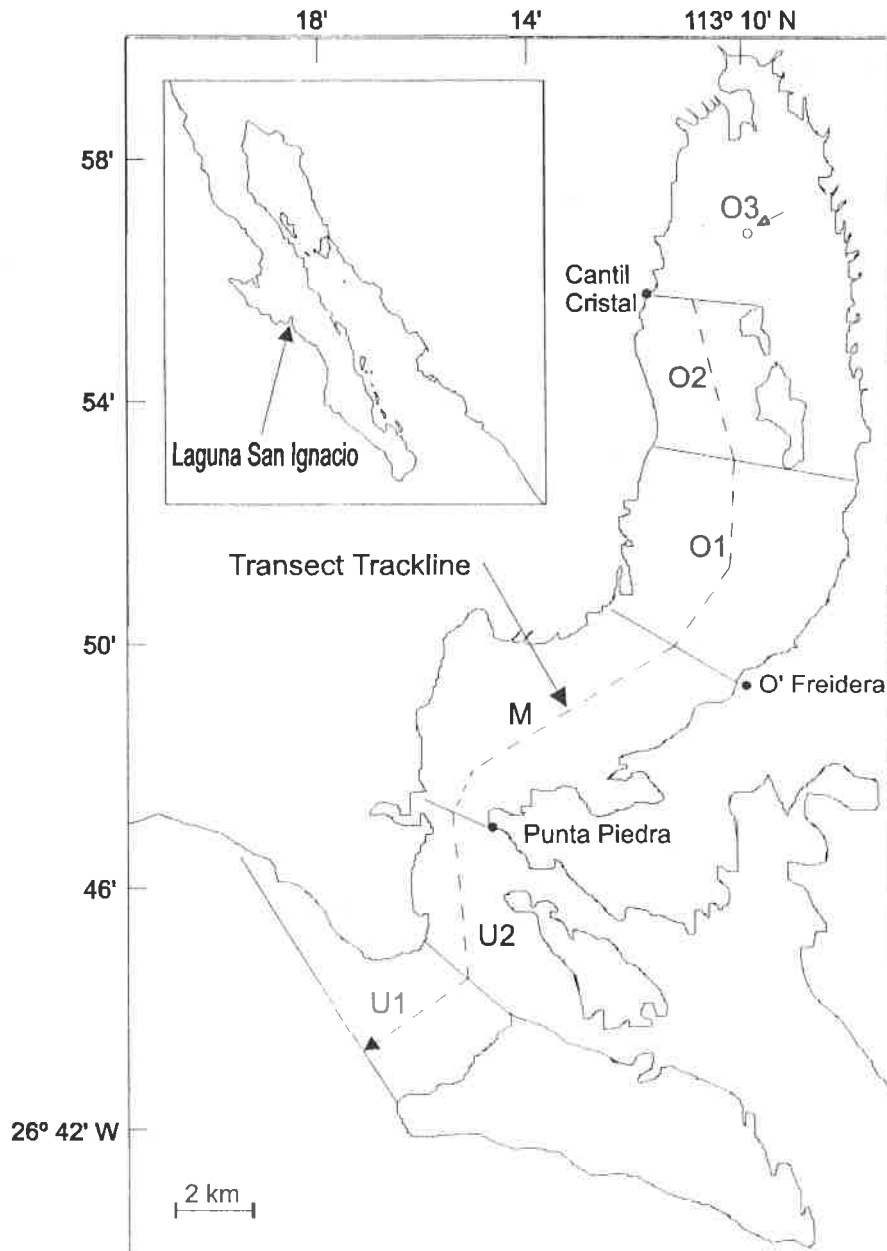 18'
14'
113º 10' N
58'
O3
Cantil
Cristal
O2
54'
Laguna San Ignacio
O1
Transect Trackline
50'
O' Freidera
M
Punta Piedra
46'
U2
U1
26º 42' W
2 km